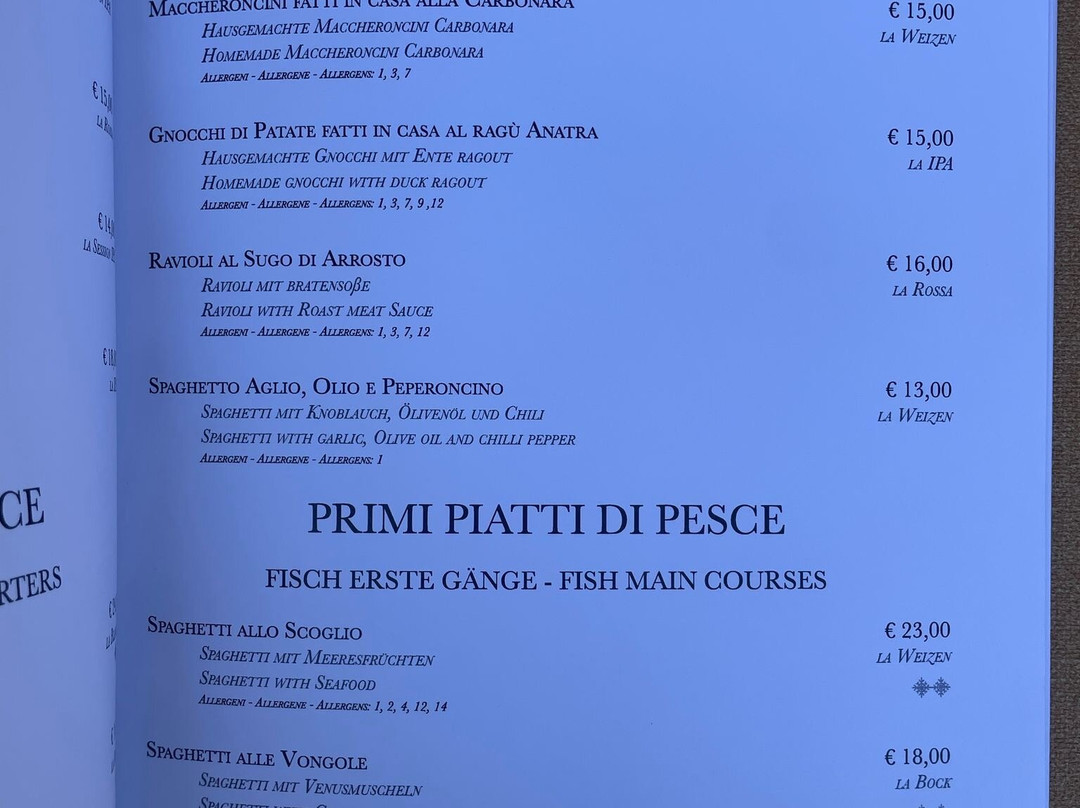 Maccheroncini fatti in casa alla Carbonara
€ 15,00
Hausgemachte Maccheroncini Carbonara
la Weizen
Homemade Maccheroncini Carbonara
Allergeni - Allergene - Allergens: 1, 3, 7
Gnocchi di Patate fatti in casa al ragù Anatra
€ 15,00
Hausgemachte Gnocchi mit Ente ragout
la IPA
Homemade gnocchi with duck ragout
Allergeni - Allergene - Allergens: 1, 3, 7, 9 ,12
Ravioli al Sugo di Arrosto
€ 16,00
Ravioli mit bratensoße
la Rossa
Ravioli with Roast meat Sauce
Allergeni - Allergene - Allergens: 1, 3, 7, 12
Spaghetto Aglio, Olio e Peperoncino
€ 13,00
Spaghetti mit Knoblauch, Ölivenöl und Chili
la Weizen
Spaghetti with garlic, Olive oil and chilli pepper
Allergeni - Allergene - Allergens: 1
PRIMI PIATTI DI PESCE
FISCH ERSTE GÄNGE - FISH MAIN COURSES
Spaghetti allo Scoglio
€ 23,00
Spaghetti mit Meeresfrüchten
la Weizen
Spaghetti with Seafood
Allergeni - Allergene - Allergens: 1, 2, 4, 12, 14
Spaghetti alle Vongole
€ 18,00
Spaghetti mit Venusmuscheln
la Bock